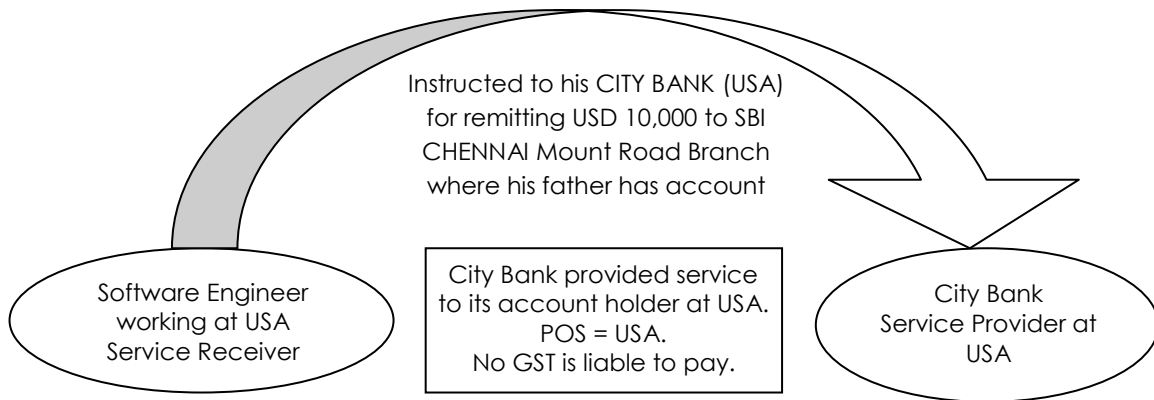 Instructed to his CITY BANK (USA)
for remitting USD 10,000 to SBI
CHENNAI Mount Road Branch
where his father has account
Software Engineer
working at USA
Service Receiver
City Bank provided service
to its account holder at USA.
POS = USA.
No GST is liable to pay.
City Bank
Service Provider at
USA